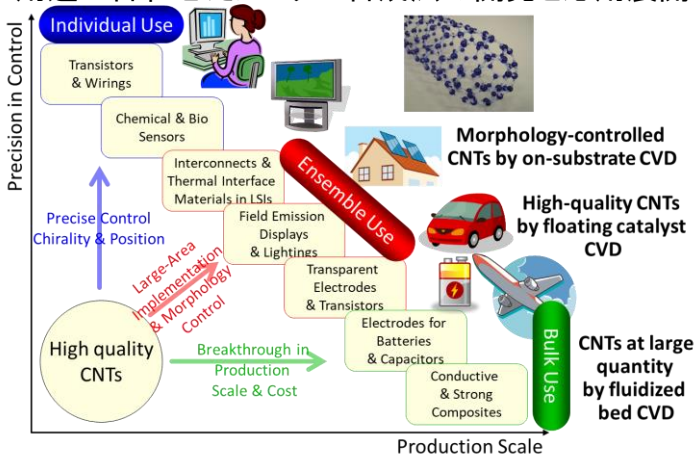 Individual Use
Transistors
& Wirings
Chemical & Bio
Sensors
Interconnects &
Thermal Interface
Materials in LSIs
Field Emission
Displays
& Lightings
Transparent
Electrodes
& Transistors
Electrodes for
Batteries
& Capacitors
Conductive
& Strong
Composites
Ensemble Use
Bulk Use
Morphology-controlled
CNTs by on-substrate CVD
High-quality CNTs
by floating catalyst
CVD
CNTs at large
quantity
by fluidized
bed CVD
Precise Control
Chirality & Position
Large-Area
Implementation
& Morphology
Control
Breakthrough in
Production
Scale & Cost
High quality
CNTs
Precision in Control
Production Scale